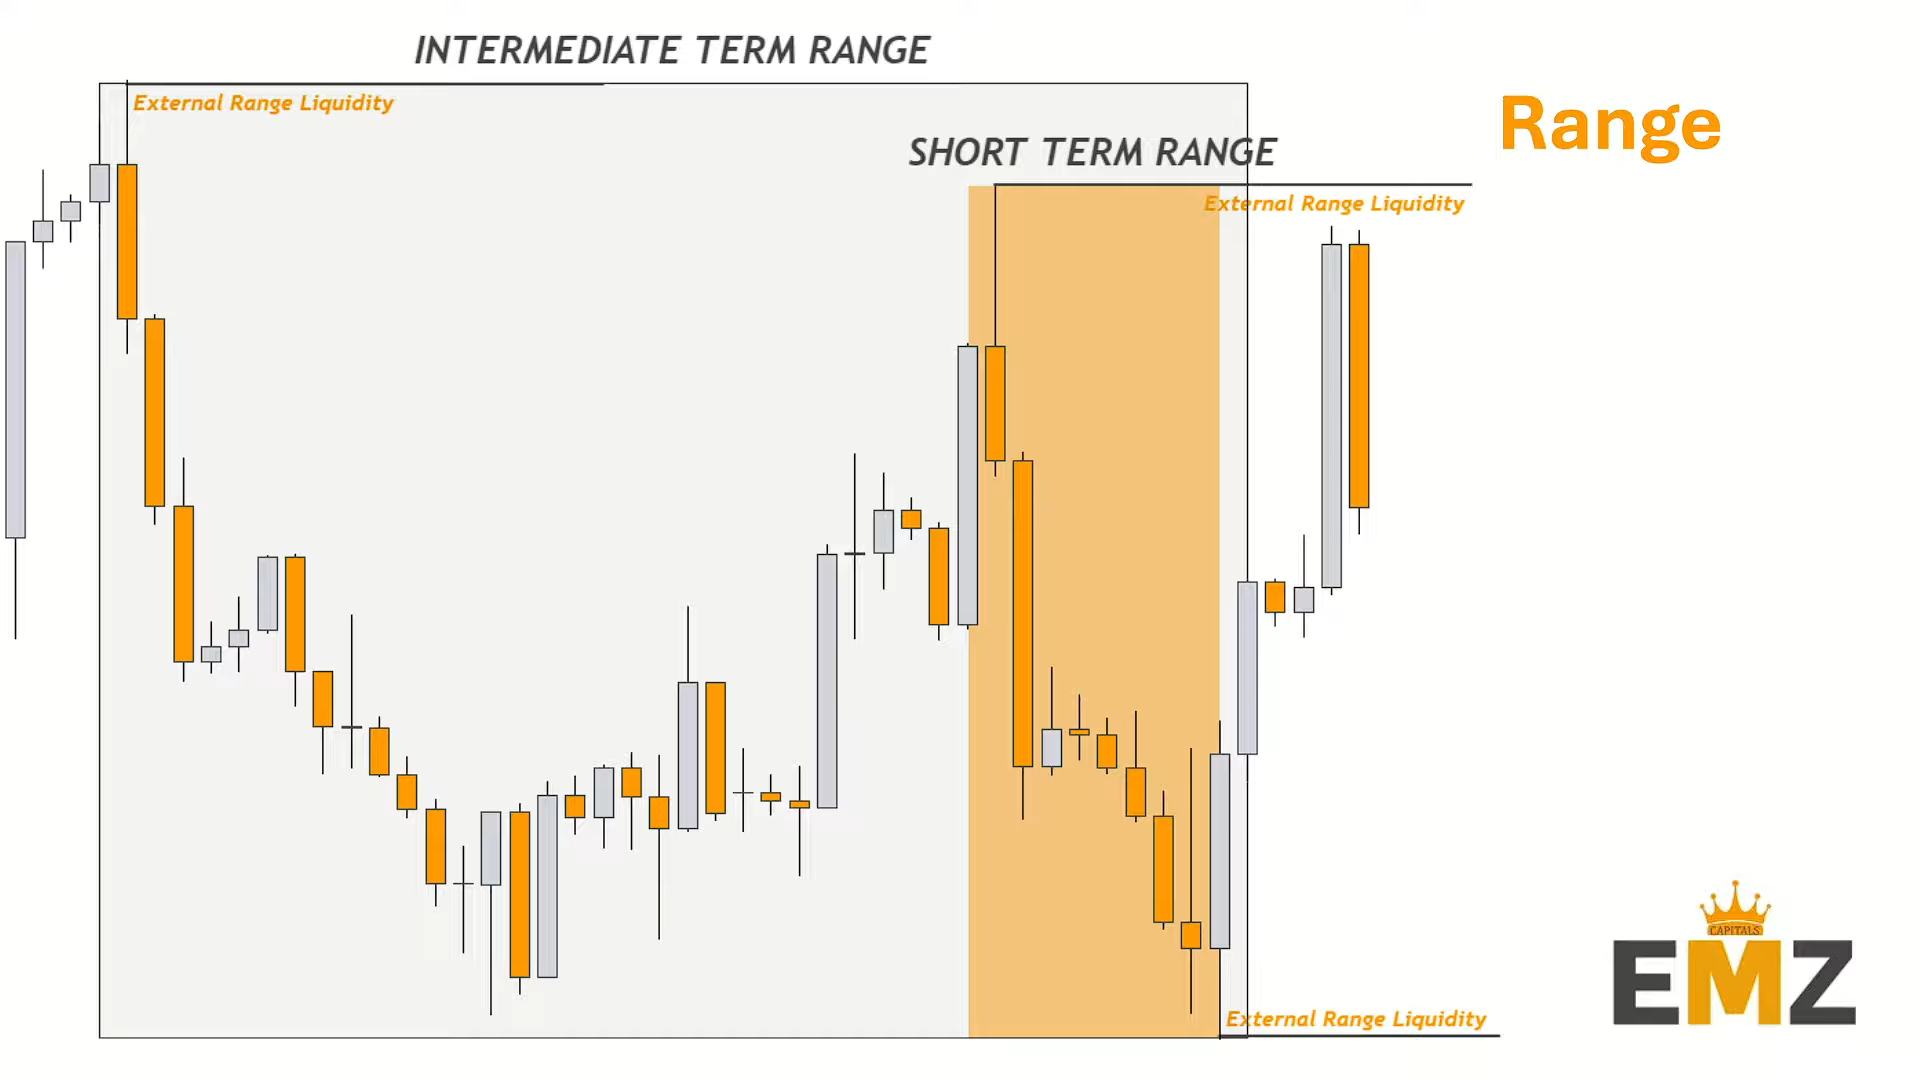 INTERMEDIATE TERM RANGE
External Range Liquidity
Range
SHORT TERM RANGE
External Range Liquidity
CAPITALS
EMZ
External Range Liquidity